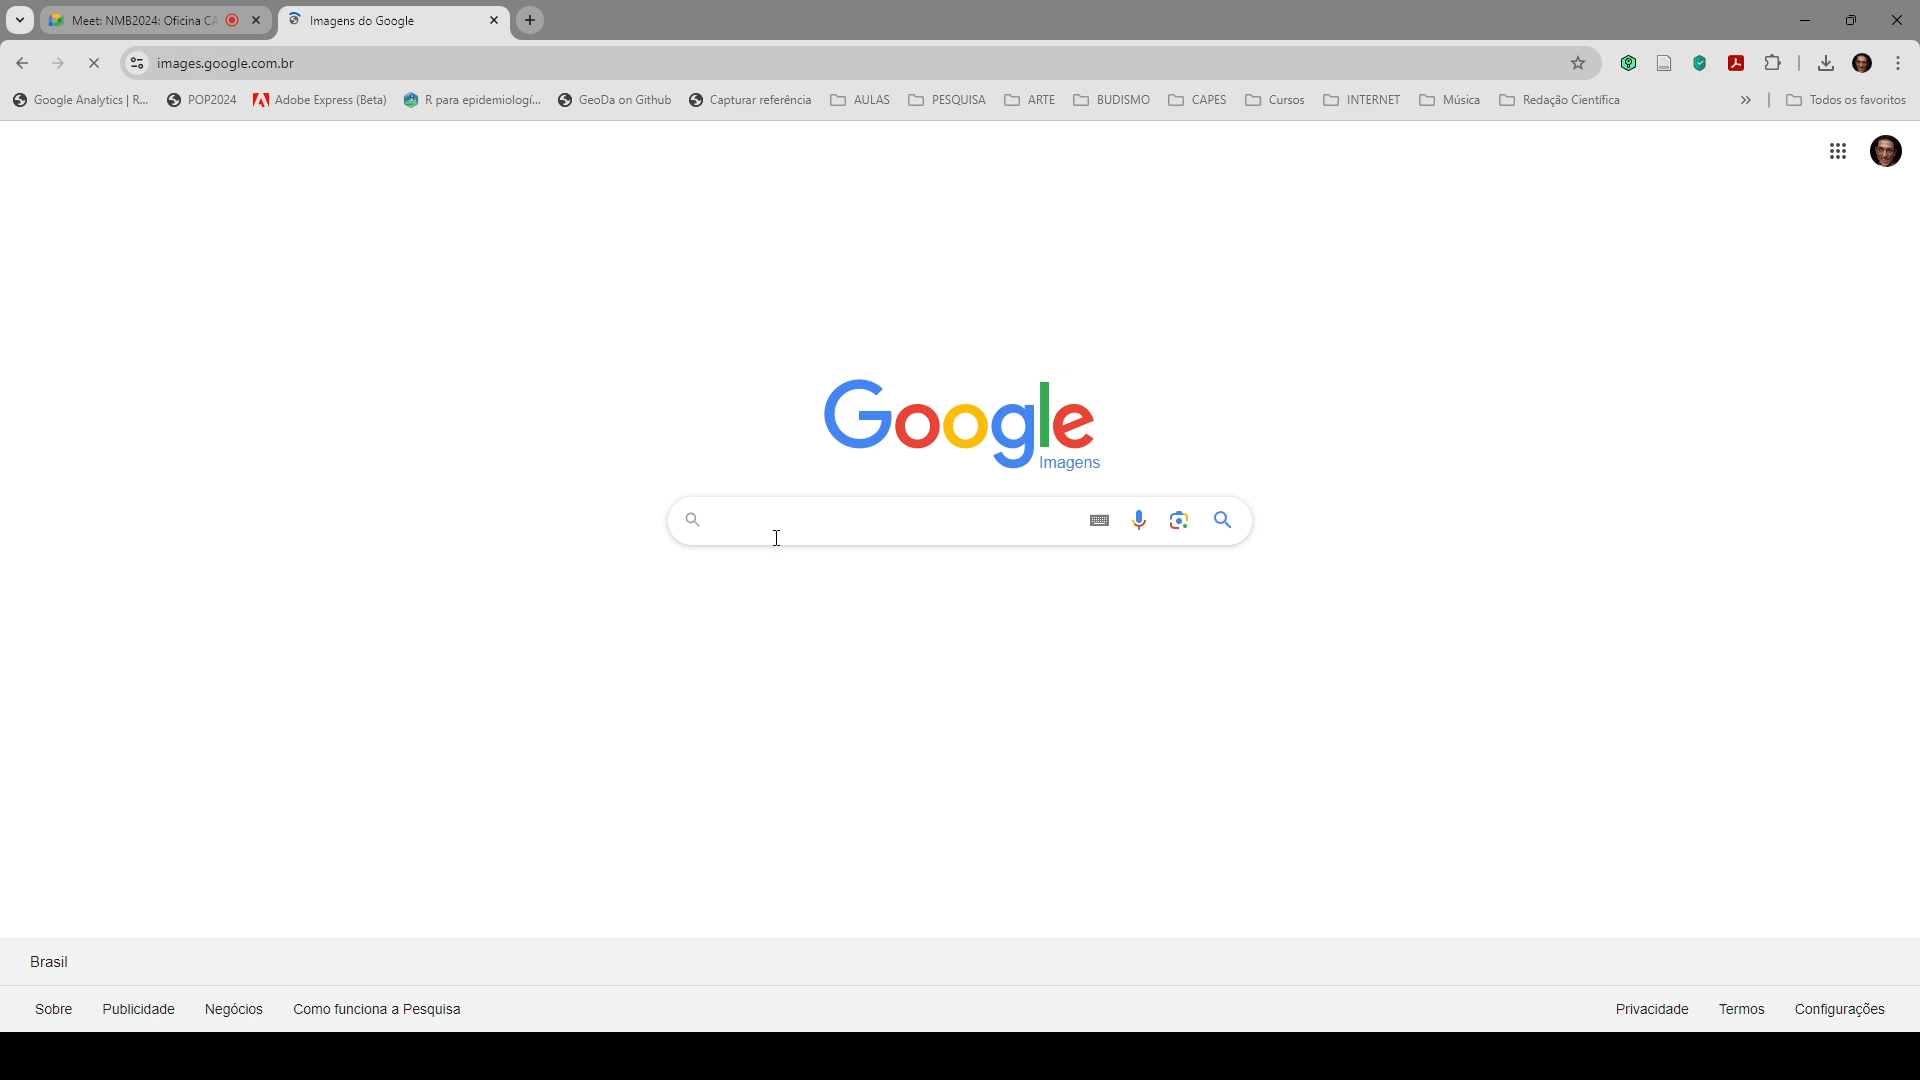 Meet: NMB2024: Oficina CA
Imagens do Google
images.google.com.br
Google Analytics | R...
POP2024
Adobe Express (Beta)
R para epidemiologí...
GeoDa on Github
Capturar referência
AULAS
PESQUISA
ARTE
BUDISMO
CAPES
Cursos
INTERNET
Música
Redação Científica
Todos os favoritos
Google
Imagens
Brasil
Sobre
Publicidade
Negócios
Como funciona a Pesquisa
Privacidade
Termos
Configurações